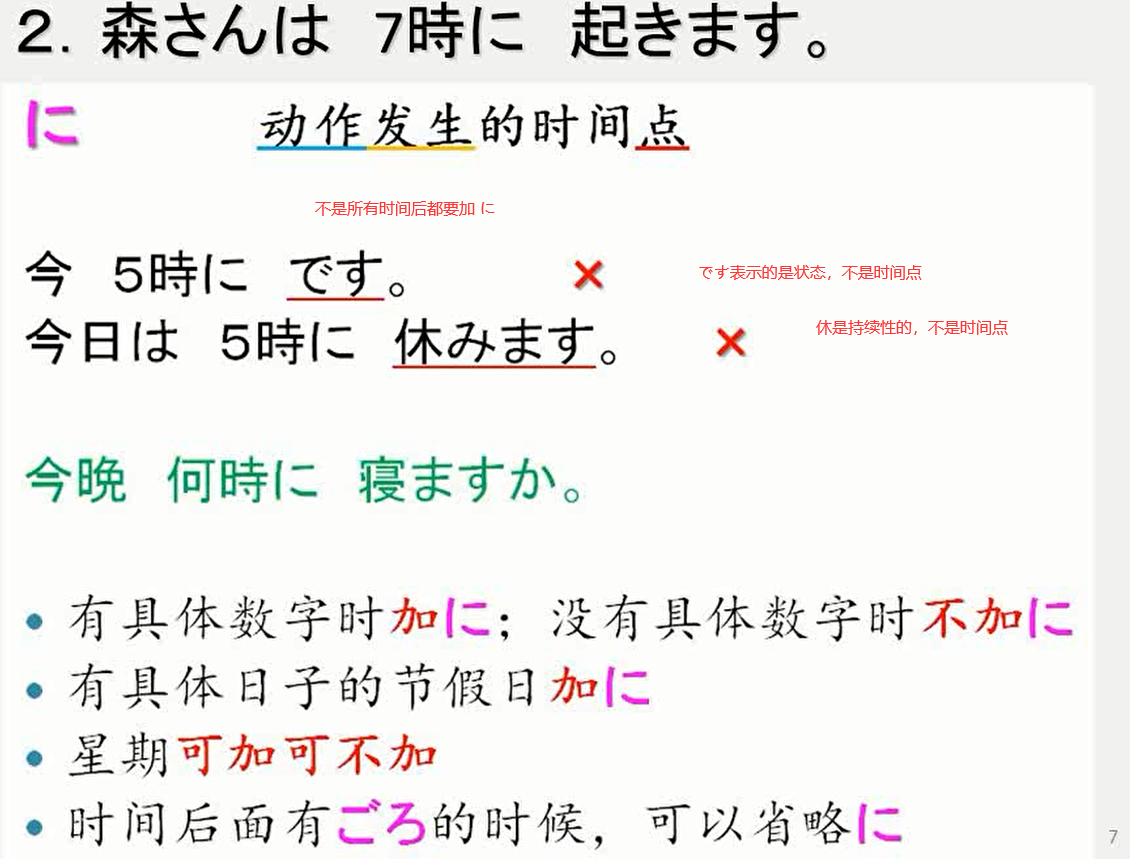 ２．森さんは　7時に　起きます。
に　动作发生的时间点
不是所有时间后都要加 に
今　5時に　です。　×　です表示的是状态，不是时间点
今日は　5時に　休みます。　×　休是持续性的，不是时间点
今晩　何時に　寝ますか。
• 有具体数字时加に；没有具体数字时不加に
• 有具体日子的节假日加に
• 星期可加可不加
• 时间后面有ごろ的时候，可以省略に
7